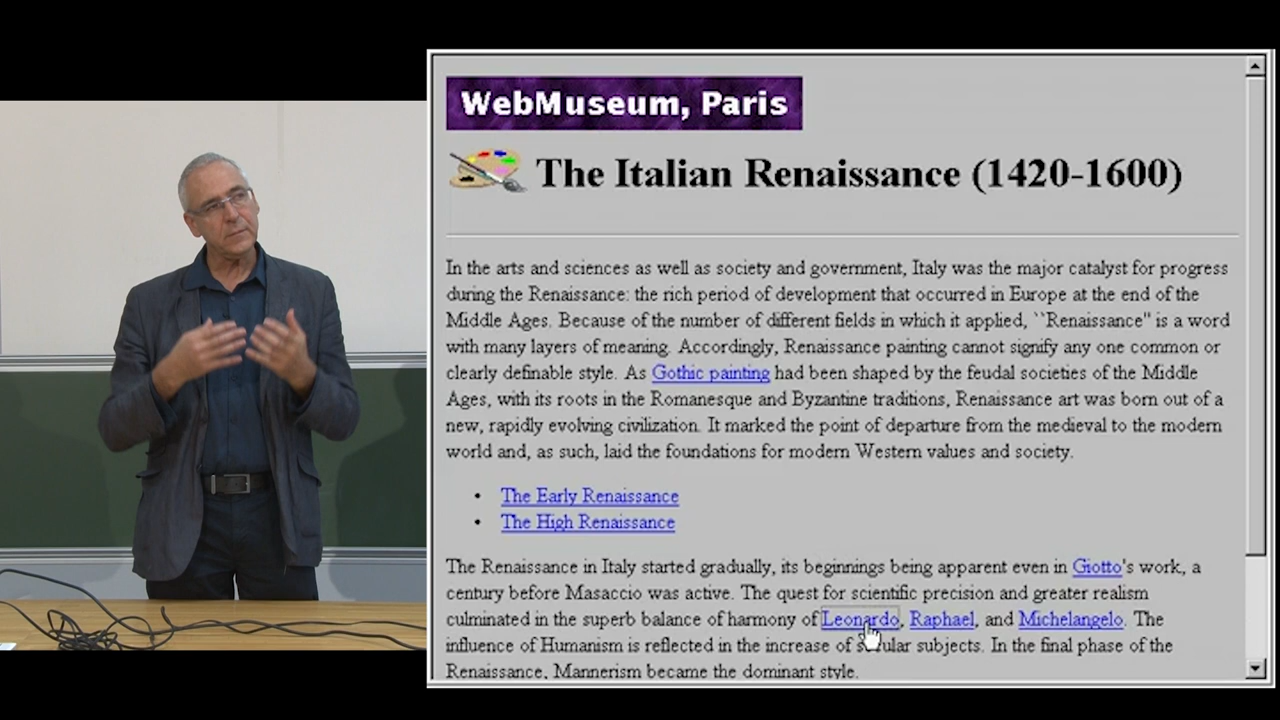 WebMuseum, Paris
The Italian Renaissance (1420-1600)
In the arts and sciences as well as society and government, Italy was the major catalyst for progress
during the Renaissance: the rich period of development that occurred in Europe at the end of the
Middle Ages. Because of the number of different fields in which it applied, ``Renaissance'' is a word
with many layers of meaning. Accordingly, Renaissance painting cannot signify any one common or
clearly definable style. As Gothic painting had been shaped by the feudal societies of the Middle
Ages, with its roots in the Romanesque and Byzantine traditions, Renaissance art was born out of a
new, rapidly evolving civilization. It marked the point of departure from the medieval to the modern
world and, as such, laid the foundations for modern Western values and society.
• The Early Renaissance
• The High Renaissance
The Renaissance in Italy started gradually, its beginnings being apparent even in Giotto's work, a
century before Masaccio was active. The quest for scientific precision and greater realism
culminated in the superb balance of harmony of Leonardo, Raphael, and Michelangelo. The
influence of Humanism is reflected in the increase of secular subjects. In the final phase of the
Renaissance, Mannerism became the dominant style.